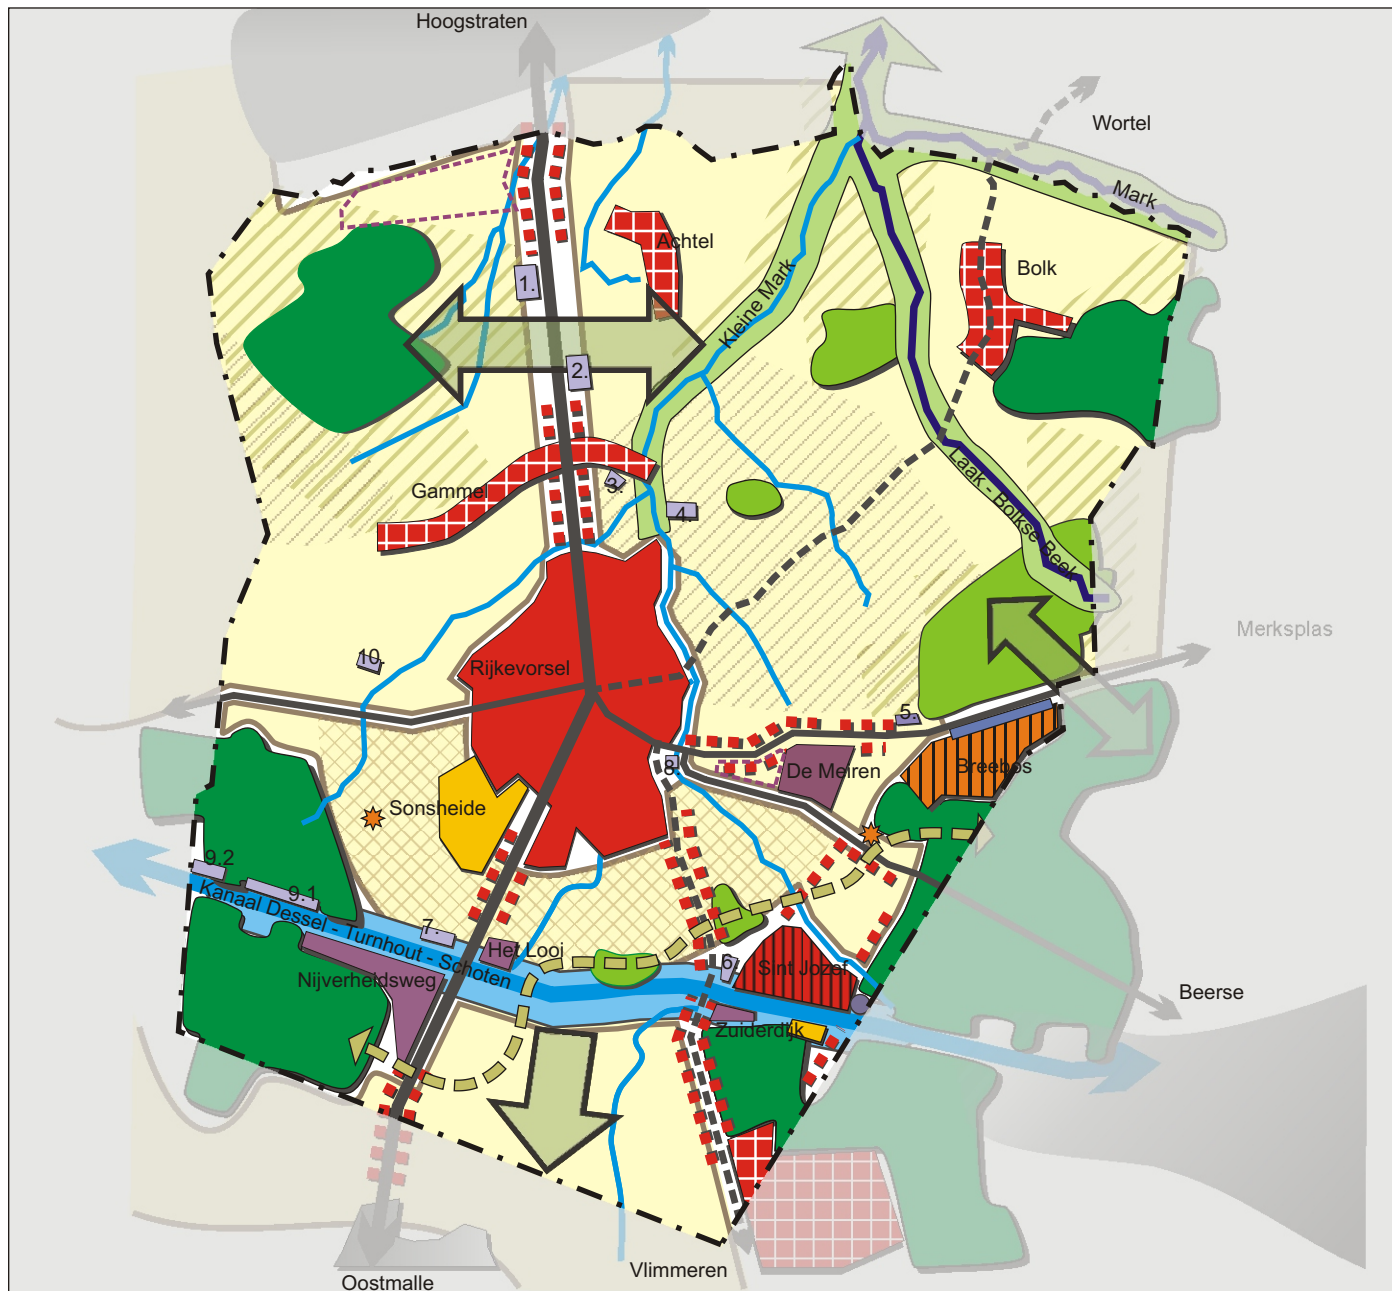 Hoogstraten
Wortel
Mark
Achtel
Bolk
1.
Kleine Mark
2.
Laak - Bolkse Beek
Gammel
3.
4.
Merksplas
10.
Rijkevorsel
5.
8.
De Meiren
Breebos
Sonsheide
9.2
9.1
Kanaal Dessel - Turnhout - Schoten
7.
Het Looj
6.
Sint Jozef
Nijverheidsweg
Beerse
Zuiderdijk
Vlimmeren
Oostmalle